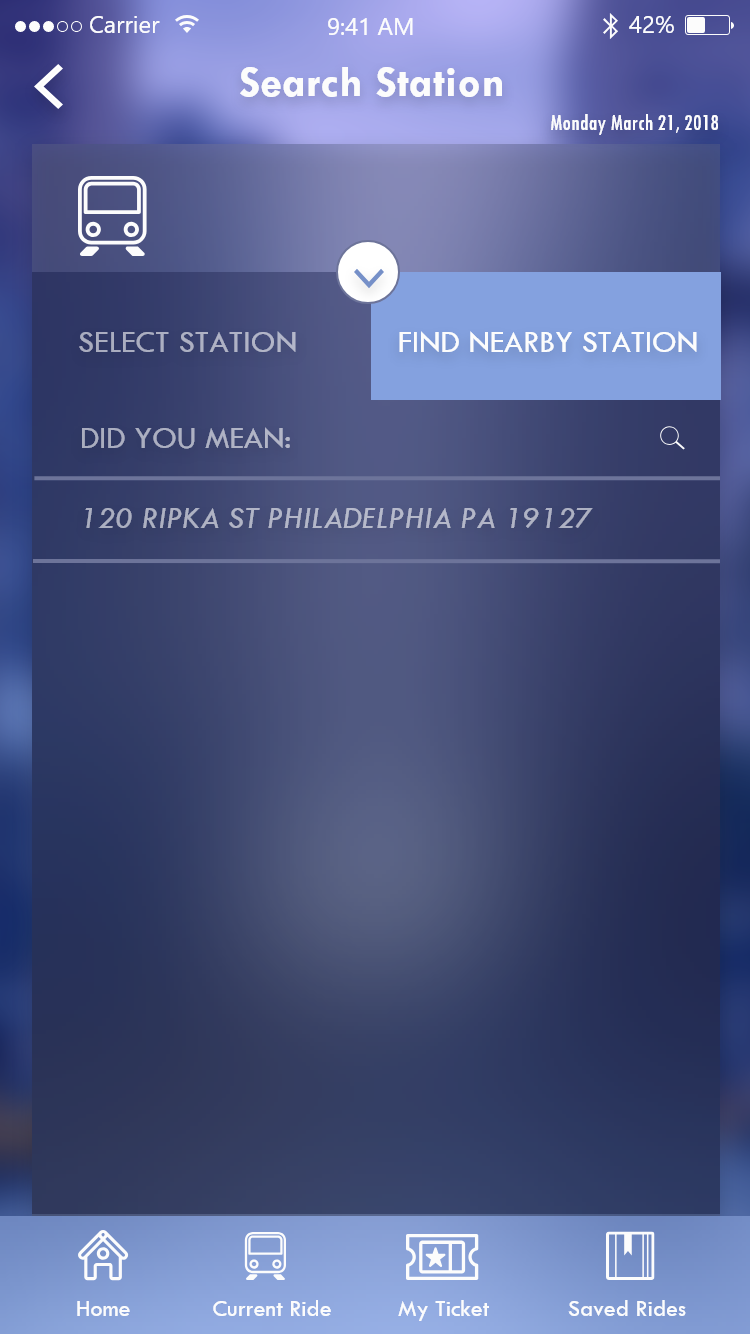 Carrier 9:41 AM 42%
Search Station
Monday March 21, 2018
SELECT STATION FIND NEARBY STATION
DID YOU MEAN:
120 RIPKA ST PHILADELPHIA PA 19127
Home Current Ride My Ticket Saved Rides